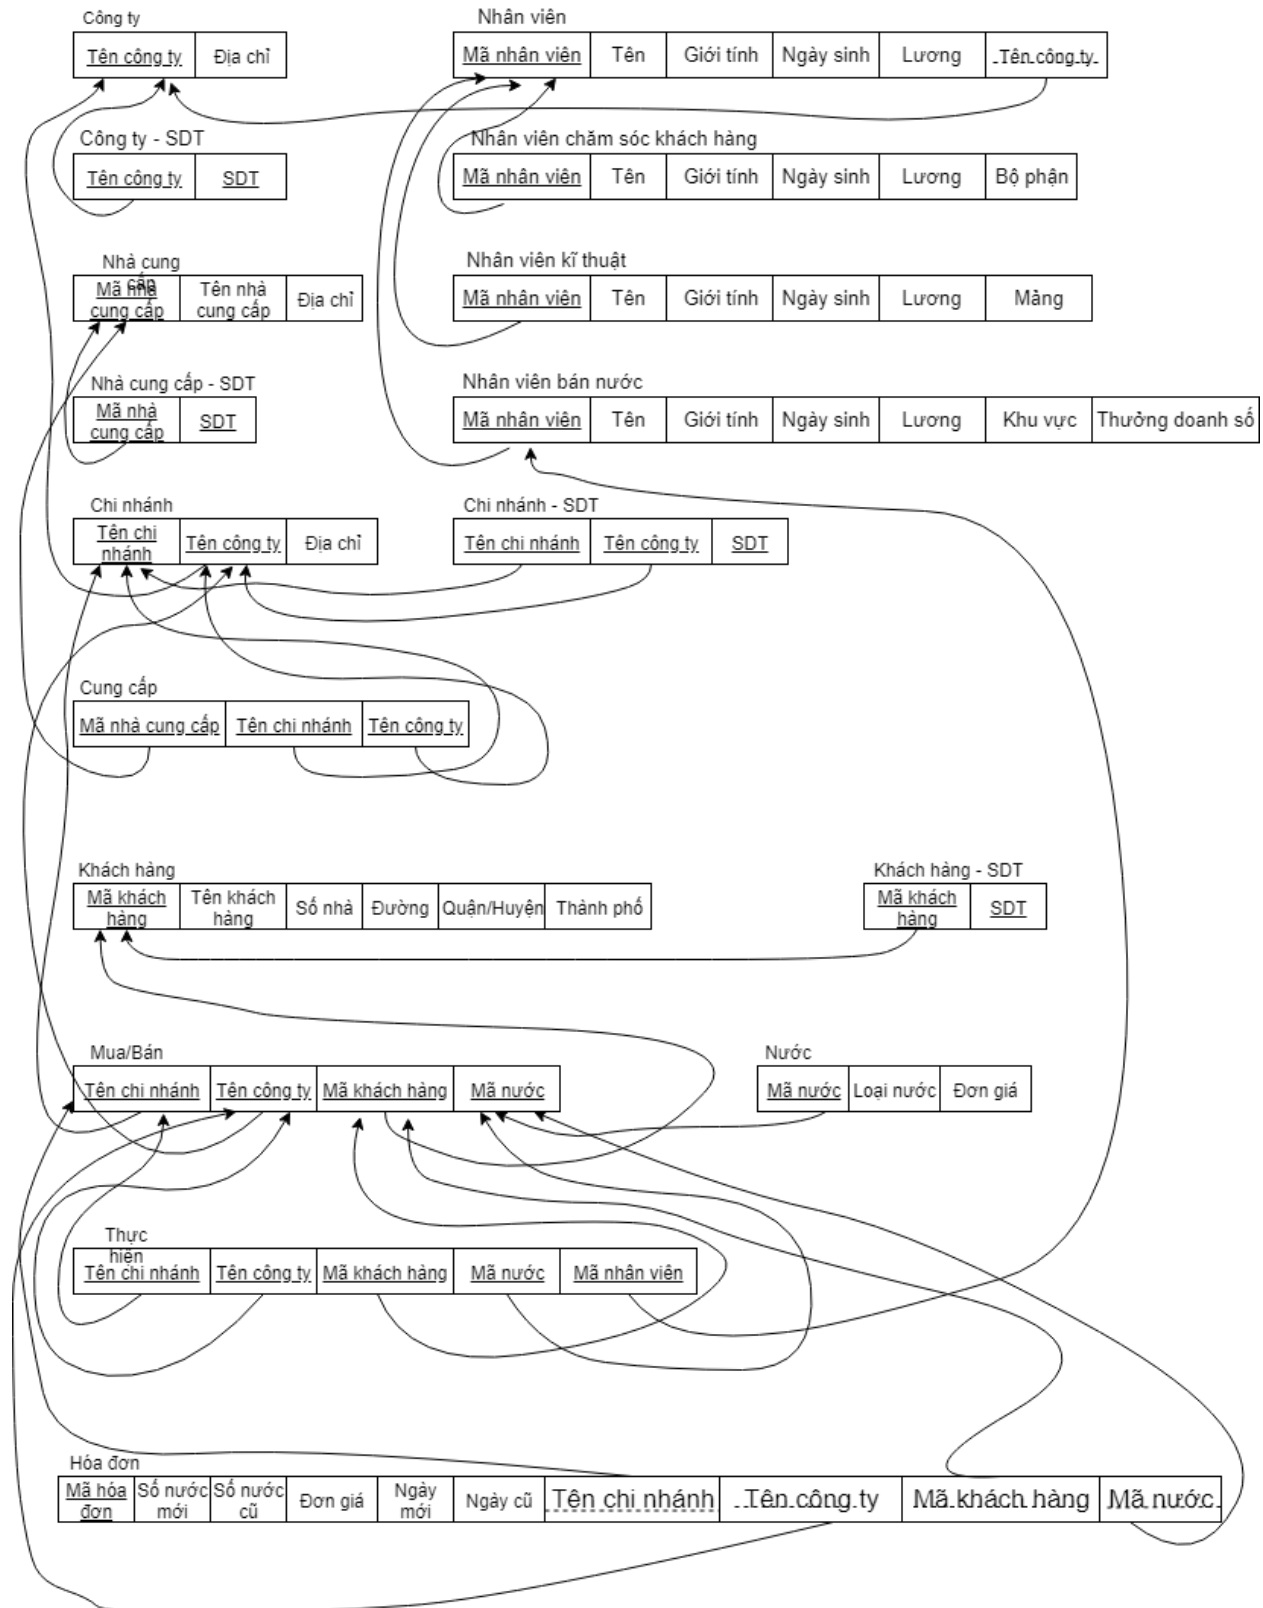 Công ty
Tên công ty Địa chỉ
Nhân viên
Mã nhân viên Tên Giới tính Ngày sinh Lương Tên công ty
Công ty - SDT
Tên công ty SDT
Nhân viên chăm sóc khách hàng
Mã nhân viên Tên Giới tính Ngày sinh Lương Bộ phận
Nhà cung
cấp
Mã nhà
cung cấp
Tên nhà
cung cấp
Địa chỉ
Nhân viên kĩ thuật
Mã nhân viên Tên Giới tính Ngày sinh Lương Mảng
Nhà cung cấp - SDT
Mã nhà
cung cấp
SDT
Nhân viên bán nước
Mã nhân viên Tên Giới tính Ngày sinh Lương Khu vực Thưởng doanh số
Chi nhánh
Tên chi
nhánh
Tên công ty Địa chỉ
Chi nhánh - SDT
Tên chi nhánh Tên công ty SDT
Cung cấp
Mã nhà cung cấp Tên chi nhánh Tên công ty
Khách hàng
Mã khách
hàng
Tên khách
hàng
Số nhà Đường Quận/Huyện Thành phố
Khách hàng - SDT
Mã khách
hàng
SDT
Mua/Bán
Tên chi nhánh Tên công ty Mã khách hàng Mã nước
Nước
Mã nước Loại nước Đơn giá
Thực
hiện
Tên chi nhánh Tên công ty Mã khách hàng Mã nước Mã nhân viên
Hóa đơn
Mã hóa
đơn
Số nước
mới
Số nước
cũ
Đơn giá
Ngày
mới
Ngày cũ Tên chi nhánh Tên công ty Mã khách hàng Mã nước